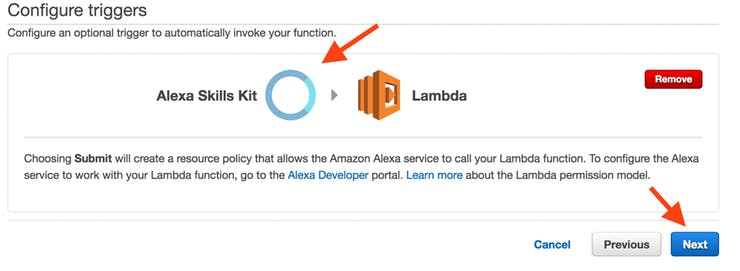 Configure triggers
Configure an optional trigger to automatically invoke your function.
Alexa Skills Kit Lambda Remove
Choosing Submit will create a resource policy that allows the Amazon Alexa service to call your Lambda function. To configure the Alexa
service to work with your Lambda function, go to the Alexa Developer portal. Learn more about the Lambda permission model.
Cancel Previous Next